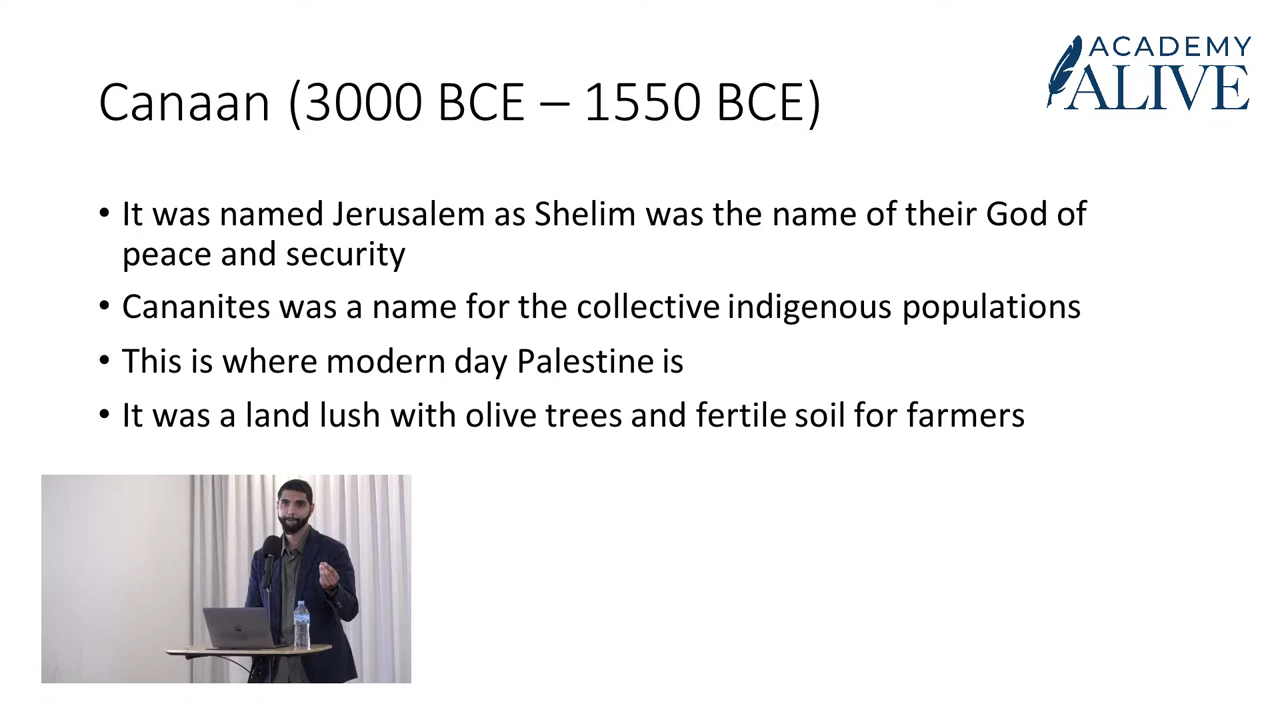 ACADEMY
ALIVE
Canaan (3000 BCE – 1550 BCE)
• It was named Jerusalem as Shelim was the name of their God of
peace and security
• Cananites was a name for the collective indigenous populations
• This is where modern day Palestine is
• It was a land lush with olive trees and fertile soil for farmers